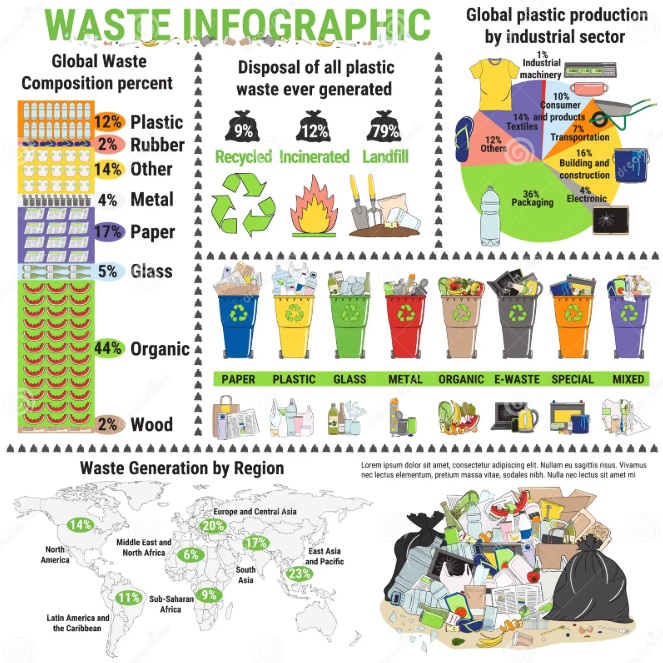 WASTE INFOGRAPHIC
Global Waste
Composition percent
12% Plastic
2% Rubber
14% Other
4% Metal
17% Paper
5% Glass
44% Organic
2% Wood
Disposal of all plastic
waste ever generated
9% 12% 79%
Recycled Incinerated Landfill
Global plastic production
by industrial sector
1%
Industrial
machinery
10%
Consumer
and products
14%
Textiles
7%
Transportation
12%
Others
16%
Building and
construction
4%
Electronic
36%
Packaging
PAPER PLASTIC GLASS METAL ORGANIC E-WASTE SPECIAL MIXED
Waste Generation by Region
14%
North
America
Europe and Central Asia
20%
Middle East and
North Africa
6%
17%
South
Asia
East Asia
and Pacific
23%
11%
Latin America and
the Caribbean
Sub-Saharan
Africa
9%
Lorem ipsum dolor sit amet, consectetur adipiscing elit. Nullam eu sagittis risus. Vivamus
nec lectus elementum, pretium metus vitae, sodales nibh. Duis nec lectus sit amet mi